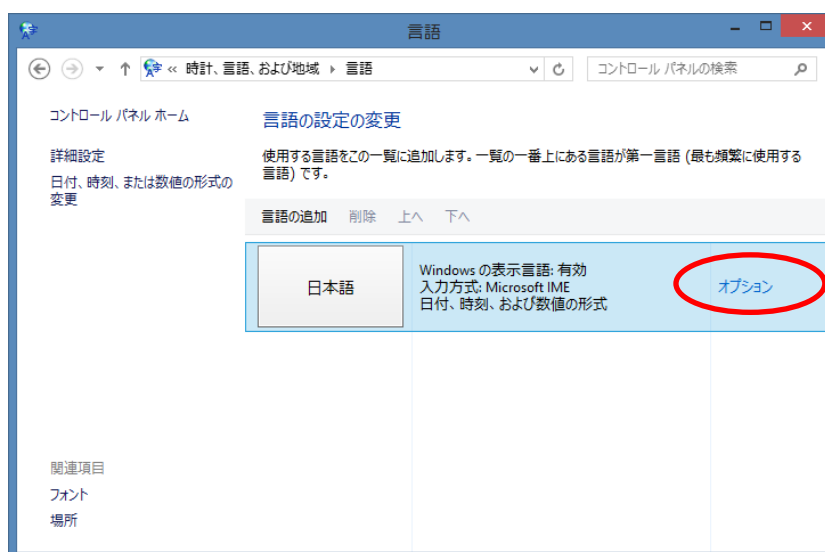 言語
« 時計、言語、および地域 ▸ 言語
コントロール パネルの検索
コントロール パネル ホーム
詳細設定
日付、時刻、または数値の形式の
変更
言語の設定の変更
使用する言語をこの一覧に追加します。一覧の一番上にある言語が第一言語 (最も頻繁に使用する
言語) です。
言語の追加 削除 上へ 下へ
日本語
Windows の表示言語: 有効
入力方式: Microsoft IME
日付、時刻、および数値の形式
オプション
関連項目
フォント
場所